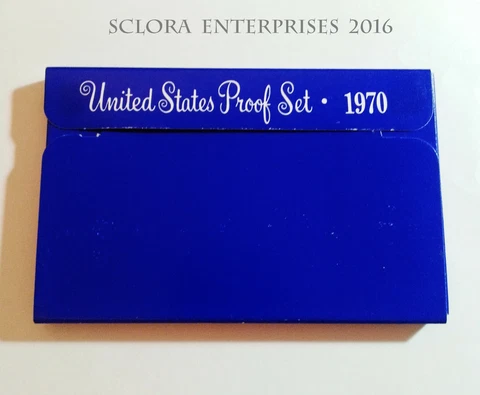 SCLORA ENTERPRISES 2016
United States Proof Set • 1970